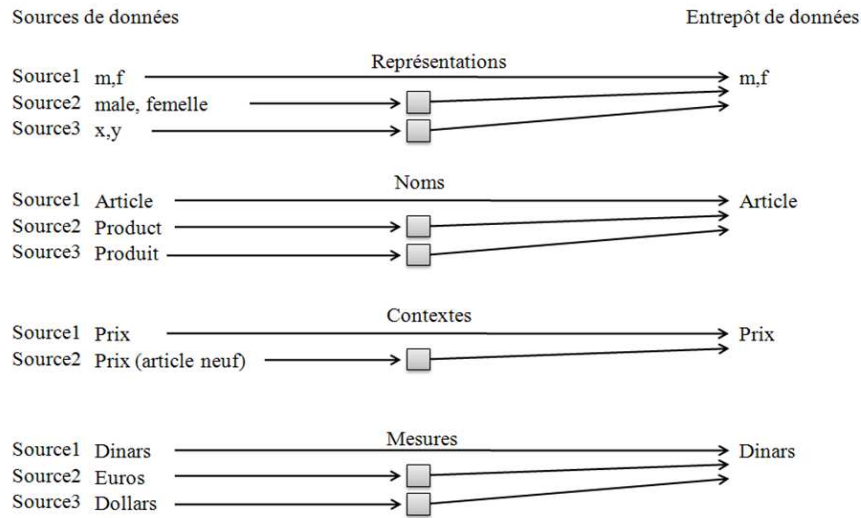 Sources de données Entrepôt de données
Représentations
Source1 m,f m,f
Source2 male, femelle
Source3 x,y
Noms
Source1 Article Article
Source2 Product
Source3 Produit
Contextes
Source1 Prix Prix
Source2 Prix (article neuf)
Mesures
Source1 Dinars Dinars
Source2 Euros
Source3 Dollars